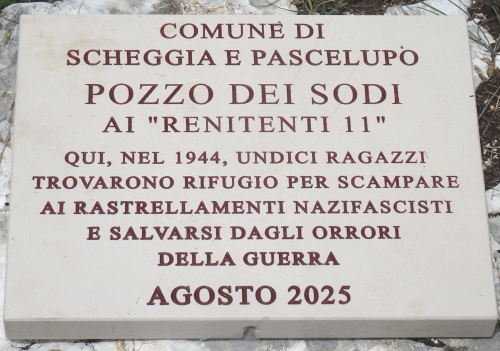 COMUNE DI
SCHEGGIA E PASCELUPO
POZZO DEI SODI
AI "RENITENTI 11"
QUI, NEL 1944, UNDICI RAGAZZI
TROVARONO RIFUGIO PER SCAMPARE
AI RASTRELLAMENTI NAZIFASCISTI
E SALVARSI DAGLI ORRORI
DELLA GUERRA
AGOSTO 2025